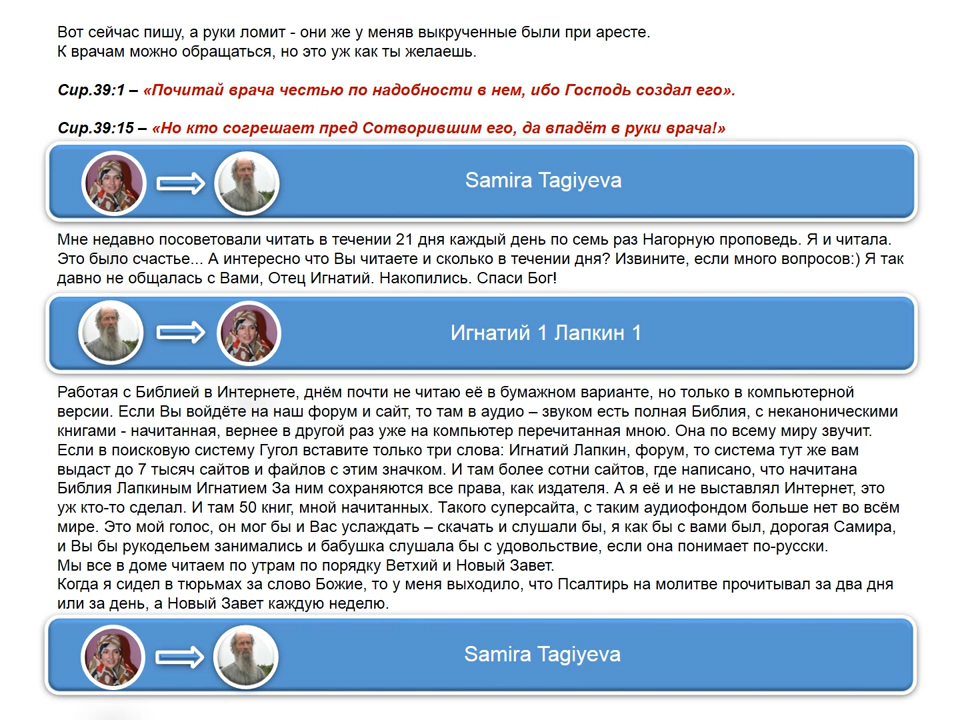 Вот сейчас пишу, а руки ломит - они же у меняв выкрученные были при аресте.
К врачам можно обращаться, но это уж как ты желаешь.
Сир.39:1 – «Почитай врача честью по надобности в нем, ибо Господь создал его».
Сир.39:15 – «Но кто согрешает пред Сотворившим его, да впадёт в руки врача!»
Samira Tagiyeva
Мне недавно посоветовали читать в течении 21 дня каждый день по семь раз Нагорную проповедь. Я и читала.
Это было счастье... А интересно что Вы читаете и сколько в течении дня? Извините, если много вопросов:) Я так
давно не общалась с Вами, Отец Игнатий. Накопились. Спаси Бог!
Игнатий 1 Лапкин 1
Работая с Библией в Интернете, днём почти не читаю её в бумажном варианте, но только в компьютерной
версии. Если Вы войдёте на наш форум и сайт, то там в аудио – звуком есть полная Библия, с неканоническими
книгами - начитанная, вернее в другой раз уже на компьютер перечитанная мною. Она по всему миру звучит.
Если в поисковую систему Гугол вставите только три слова: Игнатий Лапкин, форум, то система тут же вам
выдаст до 7 тысяч сайтов и файлов с этим значком. И там более сотни сайтов, где написано, что начитана
Библия Лапкиным Игнатием За ним сохраняются все права, как издателя. А я её и не выставлял Интернет, это
уж кто-то сделал. И там 50 книг, мной начитанных. Такого суперсайта, с таким аудиофондом больше нет во всём
мире. Это мой голос, он мог бы и Вас услаждать – скачать и слушали бы, я как бы с вами был, дорогая Самира,
и Вы бы рукодельем занимались и бабушка слушала бы с удовольствие, если она понимает по-русски.
Мы все в доме читаем по утрам по порядку Ветхий и Новый Завет.
Когда я сидел в тюрьмах за слово Божие, то у меня выходило, что Псалтирь на молитве прочитывал за два дня
или за день, а Новый Завет каждую неделю.
Samira Tagiyeva